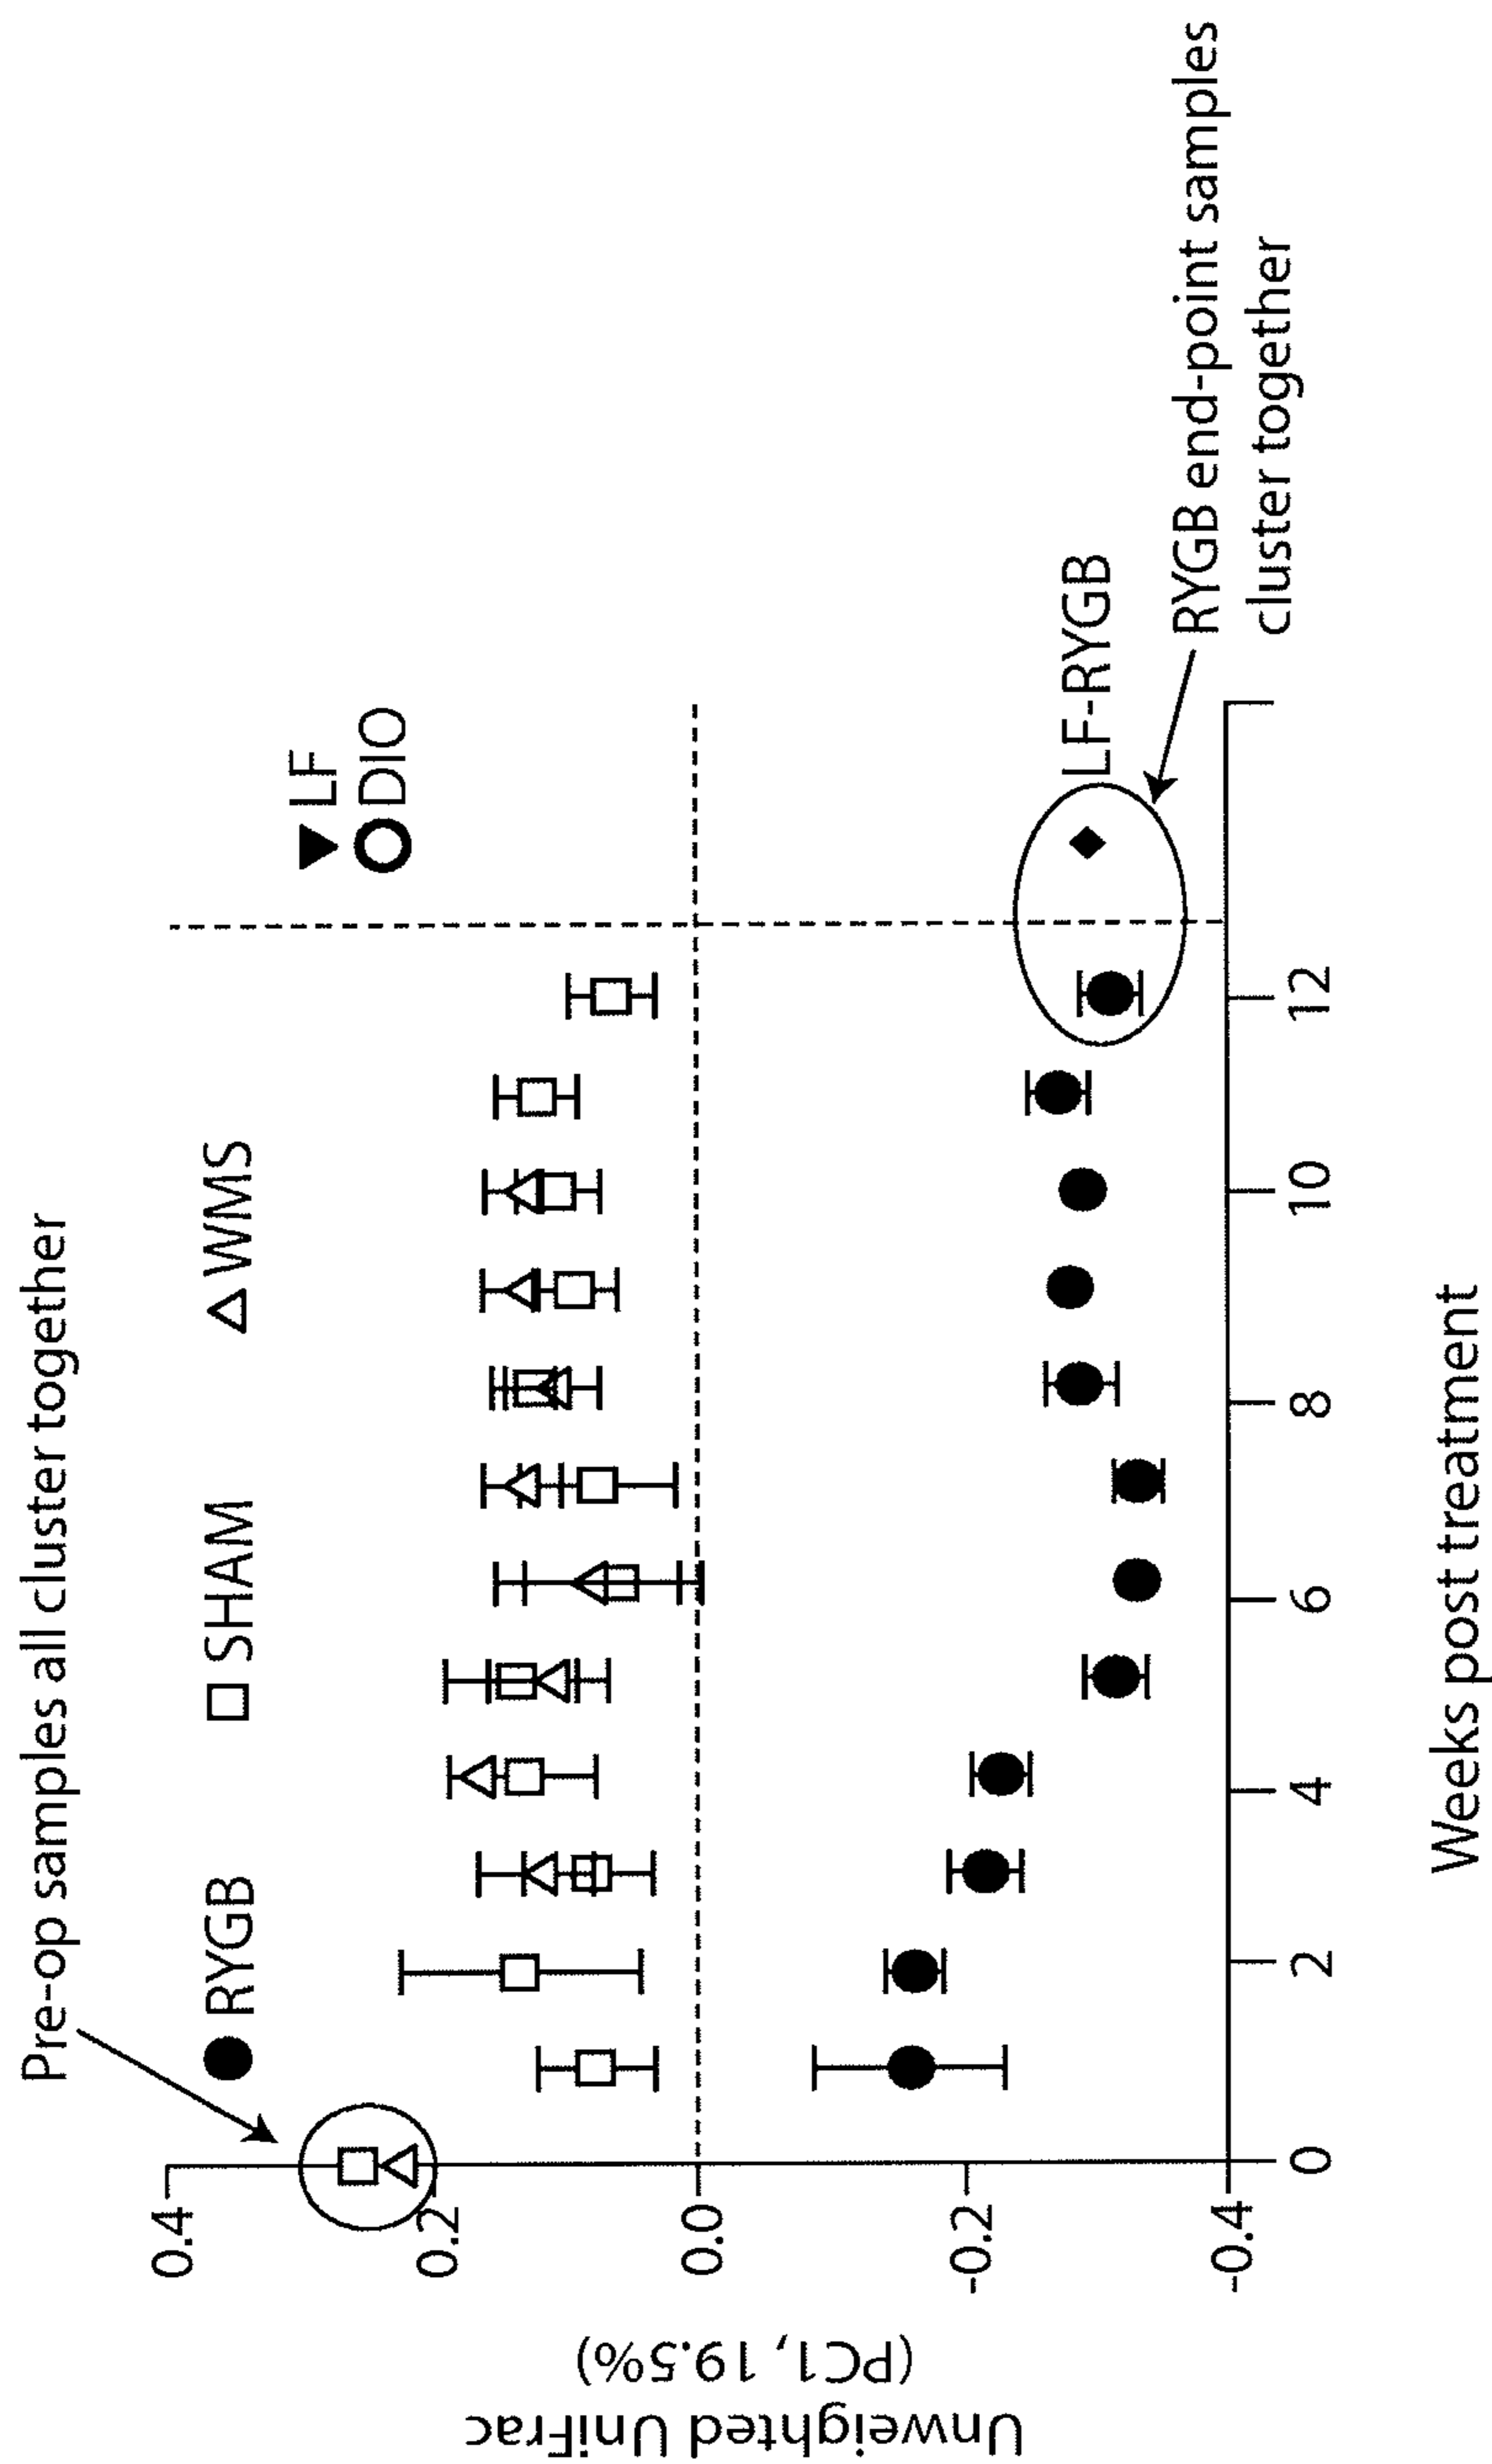 Pre-op samples all cluster together
RYGB
SHAM
WMS
LF
DIO
0.4
0.2
0.0
-0.2
-0.4
Unweighted UniFrac
(PC1, 19.5%)
LF-RYGB
RYGB end-point samples
cluster together
0
2
4
6
8
10
12
Weeks post treatment